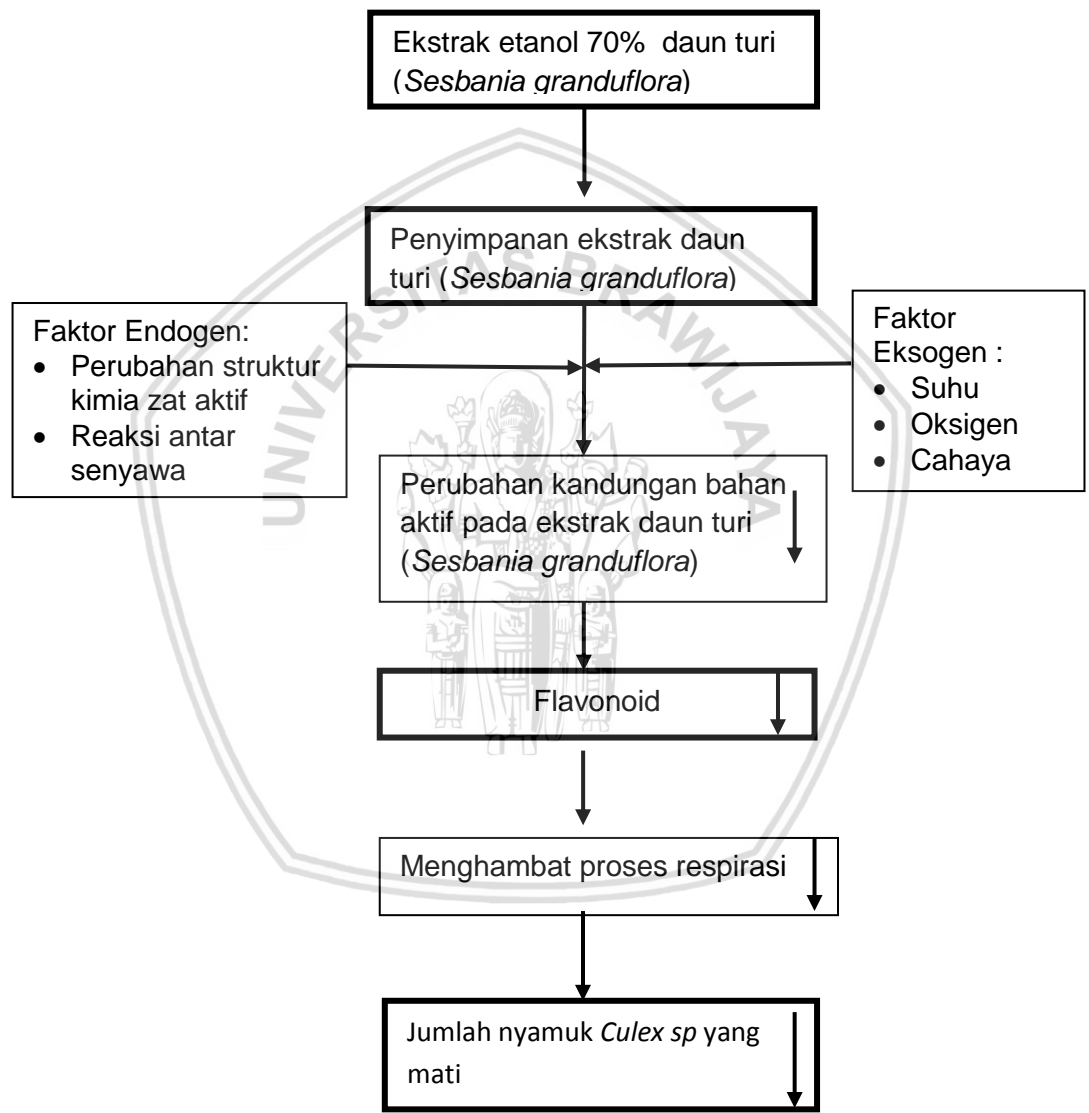 Ekstrak etanol 70% daun turi
(Sesbania granduflora)
Penyimpanan ekstrak daun
turi (Sesbania granduflora)
Faktor Endogen:
• Perubahan struktur
kimia zat aktif
• Reaksi antar
senyawa
Faktor
Eksogen :
• Suhu
• Oksigen
• Cahaya
Perubahan kandungan bahan
aktif pada ekstrak daun turi
(Sesbania granduflora)
Flavonoid
Menghambat proses respirasi
Jumlah nyamuk Culex sp yang
mati
UNIVERSITAS BRAWIJAYA